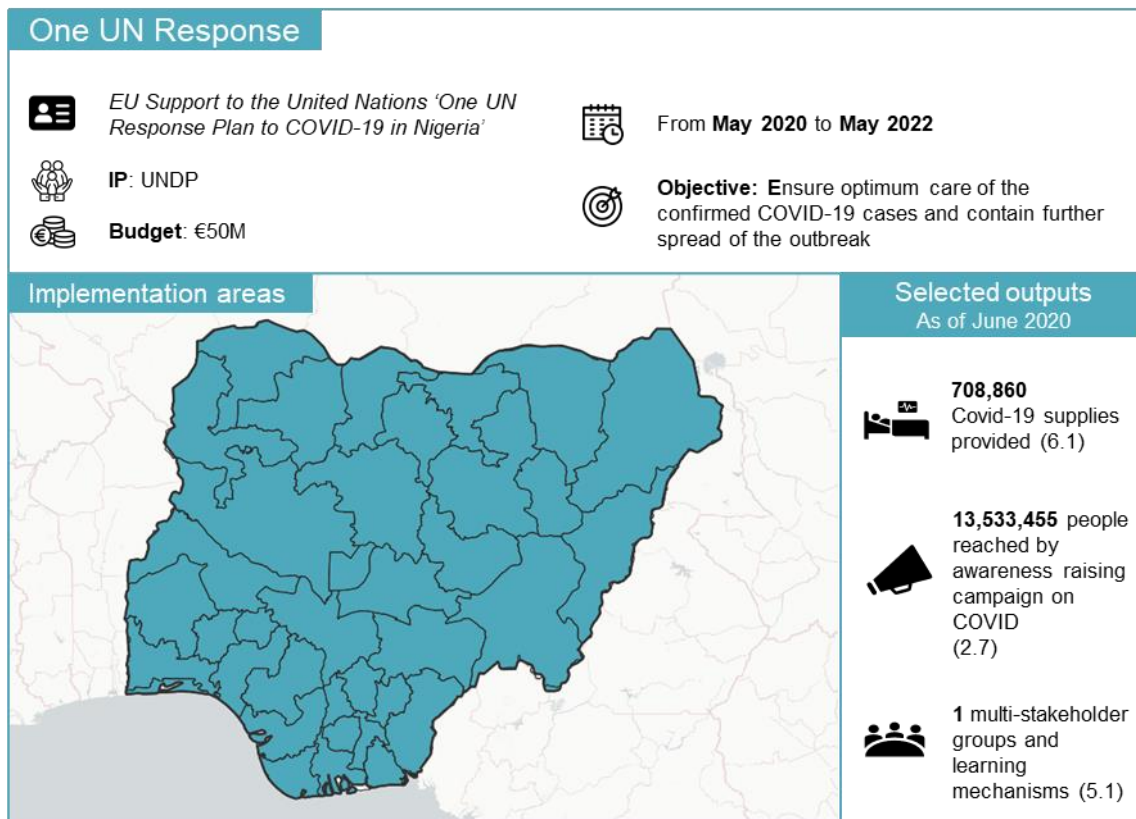 One UN Response
EU Support to the United Nations ‘One UN
Response Plan to COVID-19 in Nigeria’
IP: UNDP
Budget: €50M
From May 2020 to May 2022
Objective: Ensure optimum care of the
confirmed COVID-19 cases and contain further
spread of the outbreak
Implementation areas
Selected outputs
As of June 2020
708,860
Covid-19 supplies
provided (6.1)
13,533,455 people
reached by
awareness raising
campaign on
COVID
(2.7)
1 multi-stakeholder
groups and
learning
mechanisms (5.1)